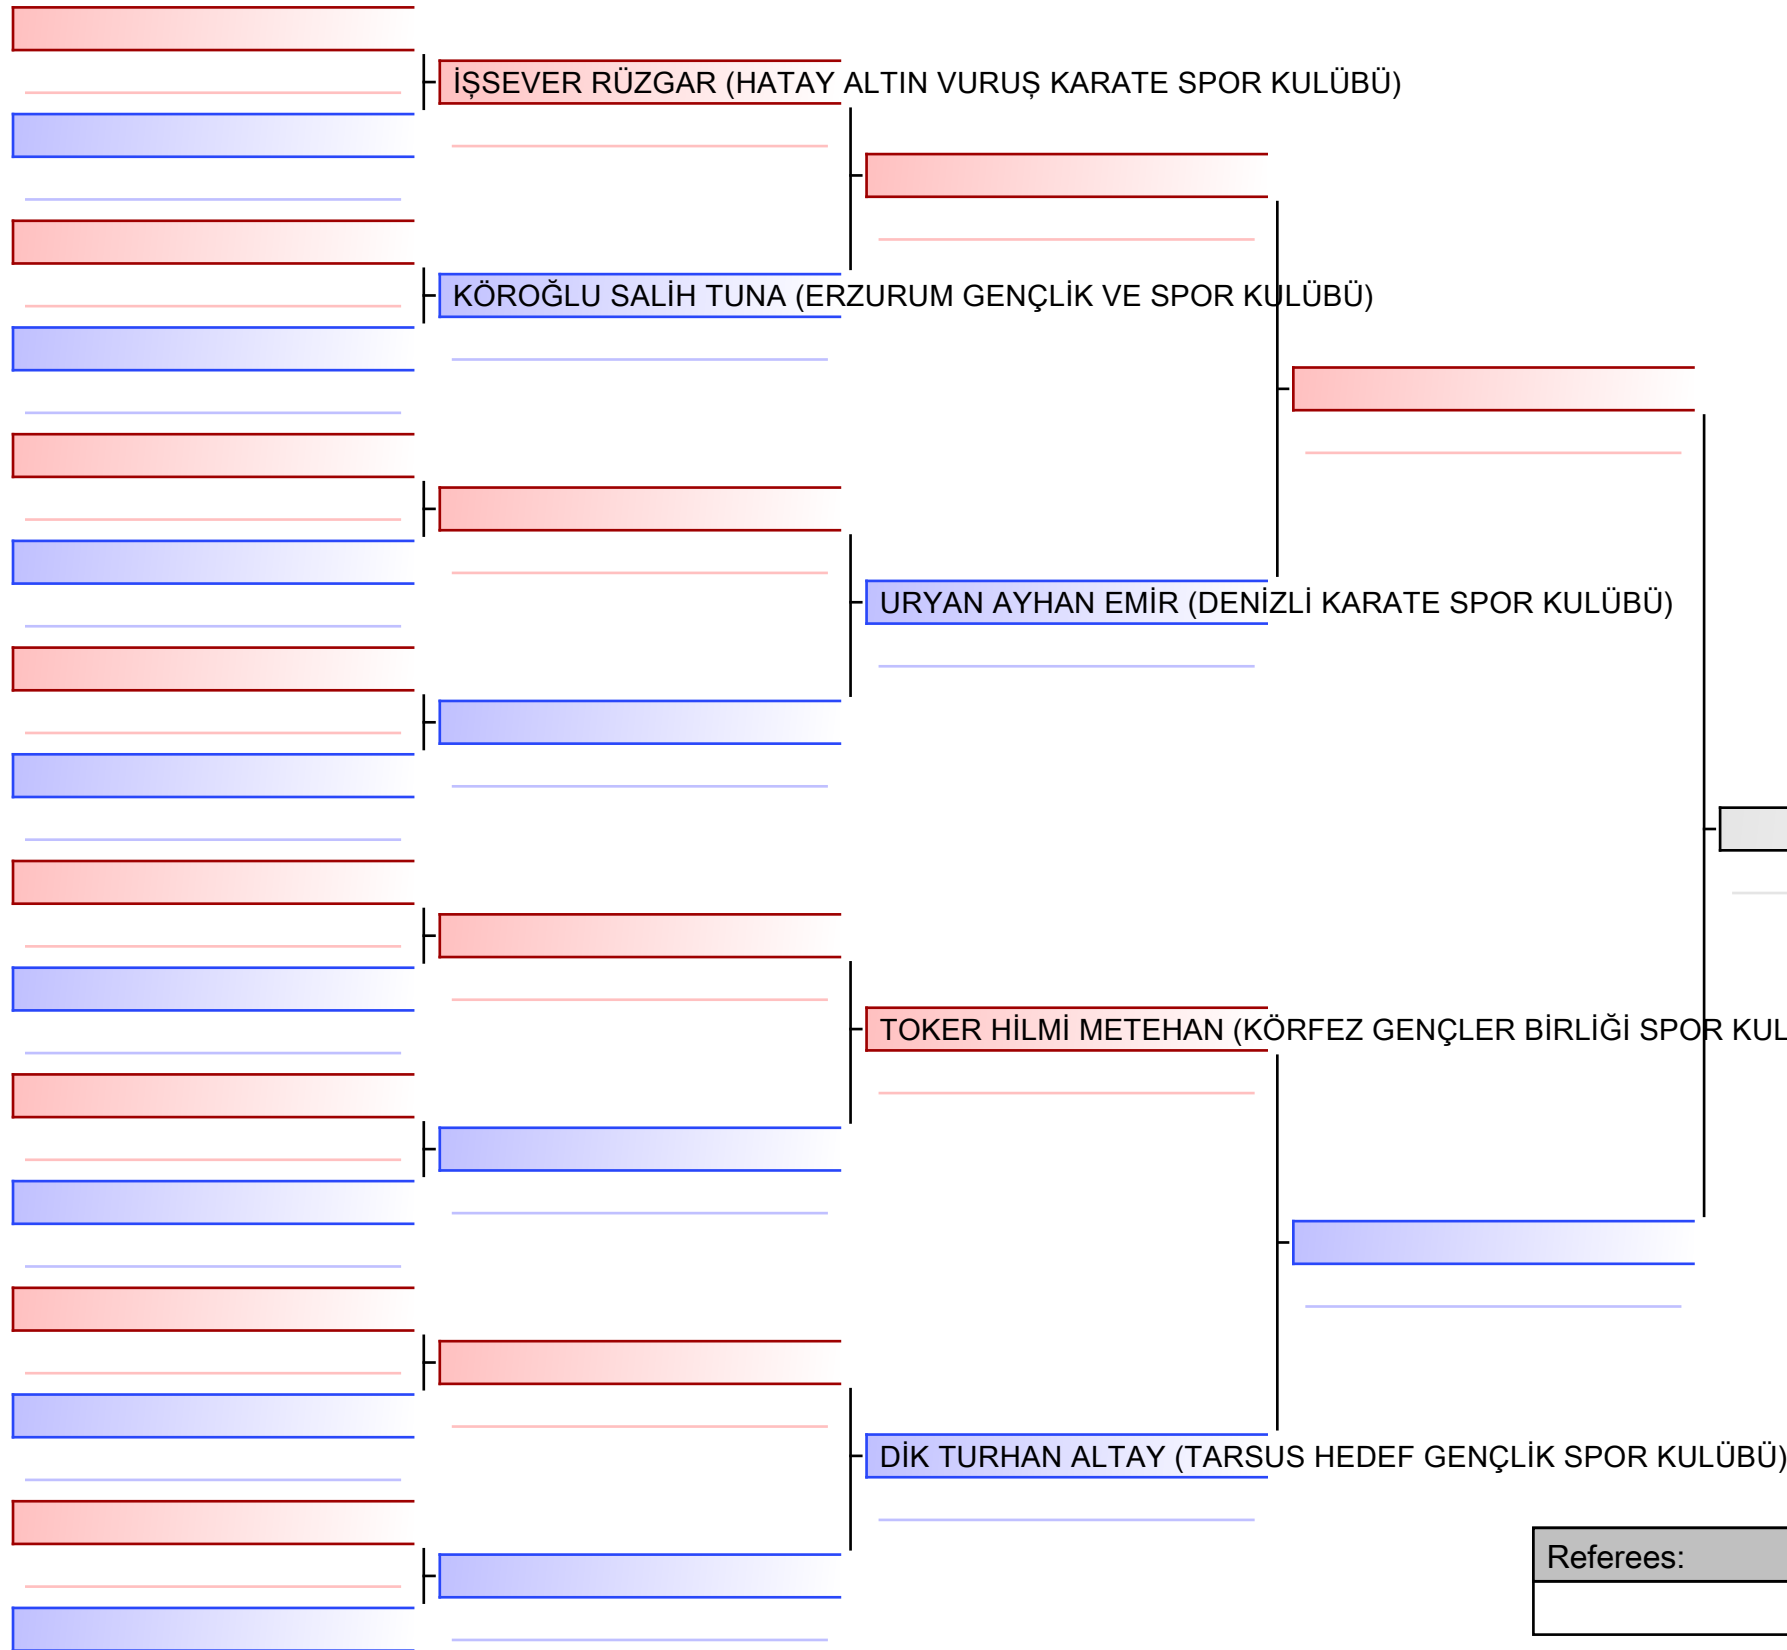 İŞSEVER RÜZGAR (HATAY ALTIN VURUŞ KARATE SPOR KULÜBÜ)
KÖROĞLU SALİH TUNA (ERZURUM GENÇLİK VE SPOR KULÜBÜ)
URYAN AYHAN EMİR (DENİZLİ KARATE SPOR KULÜBÜ)
TOKER HİLMİ METEHAN (KÖRFEZ GENÇLER BİRLİĞİ SPOR KUL
DİK TURHAN ALTAY (TARSUS HEDEF GENÇLİK SPOR KULÜBÜ)
Referees: